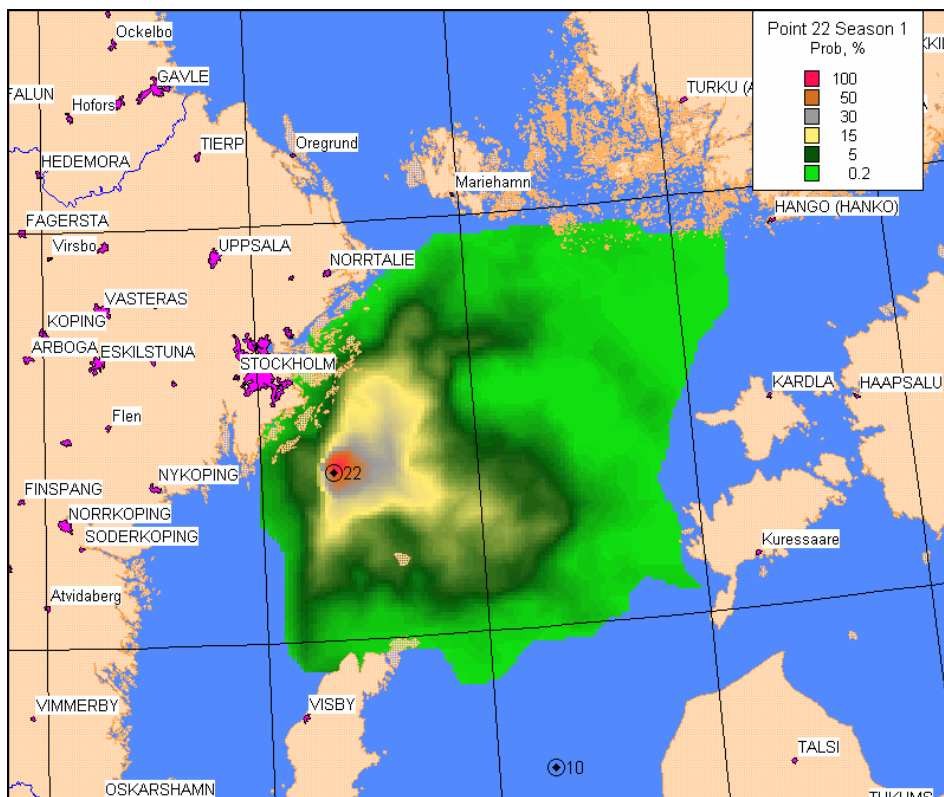 Ockelbo
Point 22 Season 1
Prob, %
100
50
30
15
5
0.2
GAVLE
FALUN
Hofors
TURKU (A
TIERP
Oregrund
HEDEMORA
Mariehamn
FAGERSTA
HANGO (HANKO)
Virsbo
UPPSALA
NORRTALIE
VASTERAS
KOPING
ARBOGA
ESKILSTUNA
STOCKHOLM
KARDLA
HAAPSALU
Flen
22
NYKOPING
FINSPANG
NORRKOPING
SODERKOPING
Kuressaare
Atvidaberg
VIMMERBY
VISBY
TALSI
10
OSKARSHAMN
TUKUMS